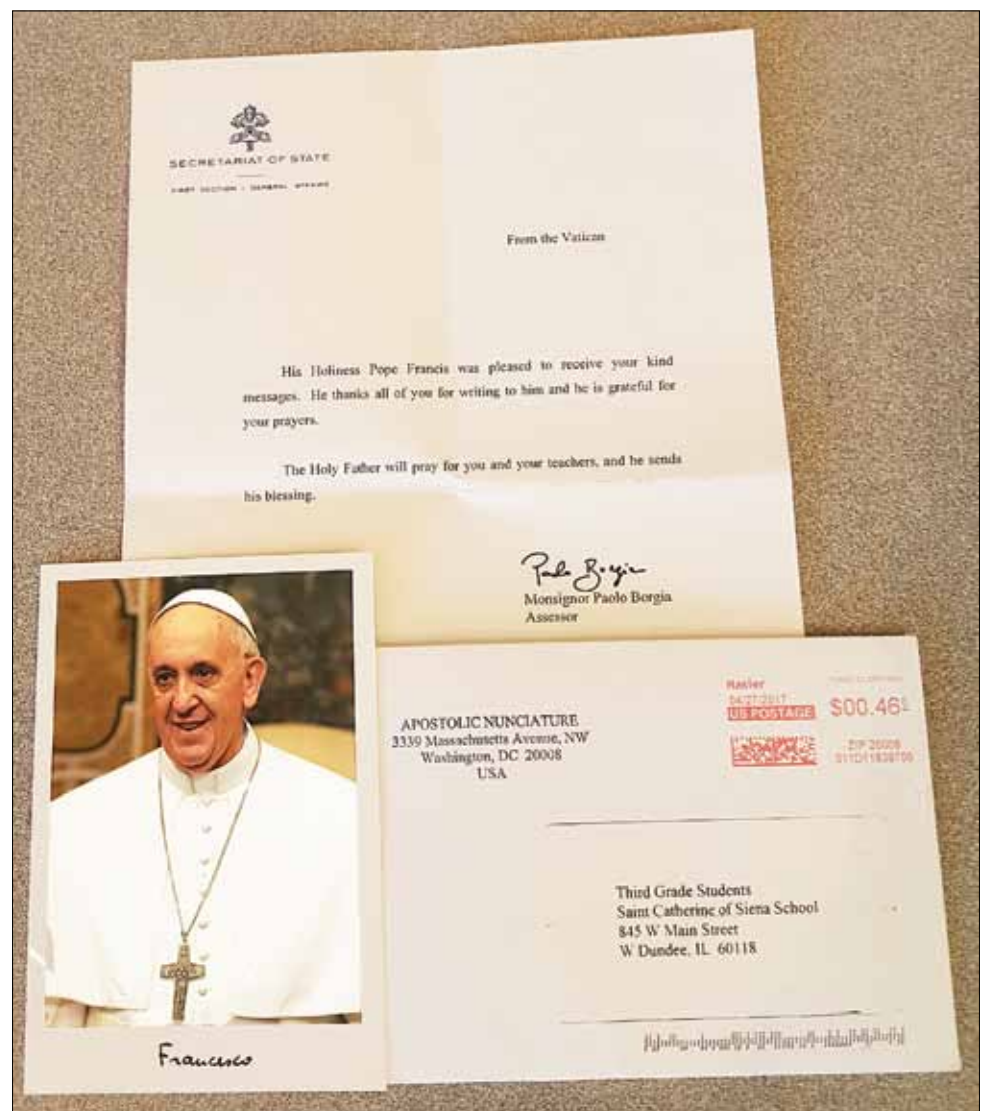 SECRETARIAT OF STATE
FIRST SECTION - GENERAL AFFAIRS
From the Vatican
His Holiness Pope Francis was pleased to receive your kind
messages. He thanks all of you for writing to him and he is grateful for
your prayers.
The Holy Father will pray for you and your teachers, and he sends
his blessing.
Paolo Borgia
Monsignor Paolo Borgia
Assessor
Francesco
APOSTOLIC NUNCIATURE
3339 Massachusetts Avenue, NW
Washington, DC 20008
USA
Hasler
04/27/2017
US POSTAGE
$00.46
ZIP 20008
Third Grade Students
Saint Catherine of Siena School
845 W Main Street
W Dundee, IL 60118